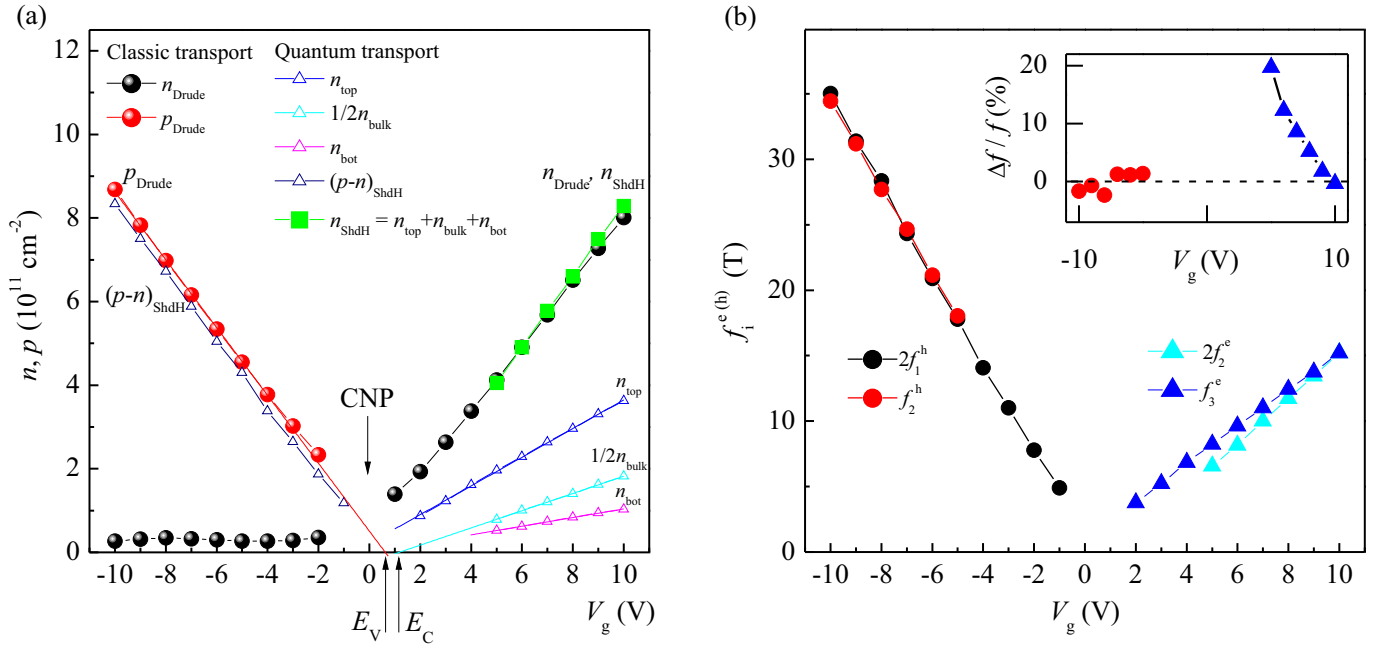 (a)
12
10
8
6
4
2
0
n, p (10^11 cm^-2)
Classic transport
n_Drude
p_Drude
Quantum transport
n_top
1/2n_bulk
n_bot
(p-n)_ShdH
n_ShdH = n_top+n_bulk+n_bot
p_Drude
(p-n)_ShdH
n_Drude, n_ShdH
CNP
n_top
1/2n_bulk
n_bot
-10 -8 -6 -4 -2 0 2 4 6 8 10
E_V E_C
V_g (V)
(b)
30
20
10
0
f_i^e (h) (T)
20
10
0
Δf / f (%)
-10 10
V_g (V)
2f_1^h
f_2^h
2f_2^e
f_3^e
-10 -8 -6 -4 -2 0 2 4 6 8 10
V_g (V)